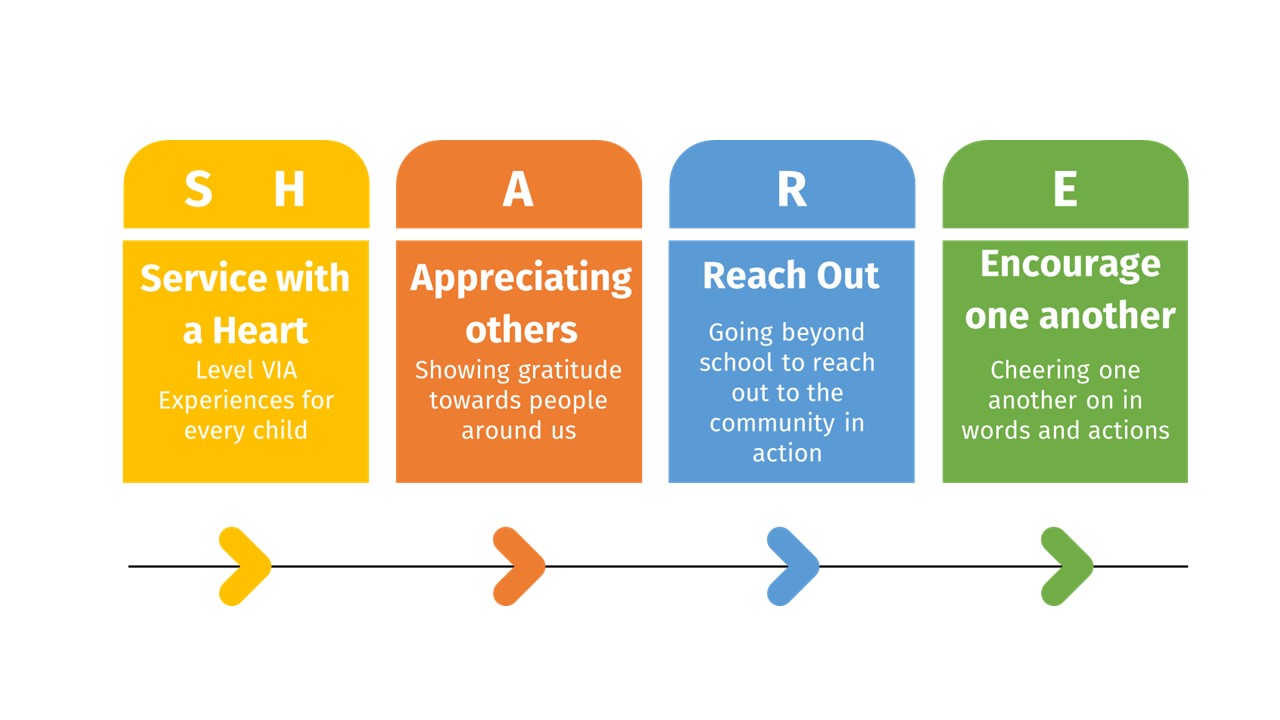 S H
Service with
a Heart
Level VIA
Experiences for
every child
A
Appreciating
others
Showing gratitude
towards people
around us
R
Reach Out
Going beyond
school to reach
out to the
community in
action
E
Encourage
one another
Cheering one
another on in
words and actions